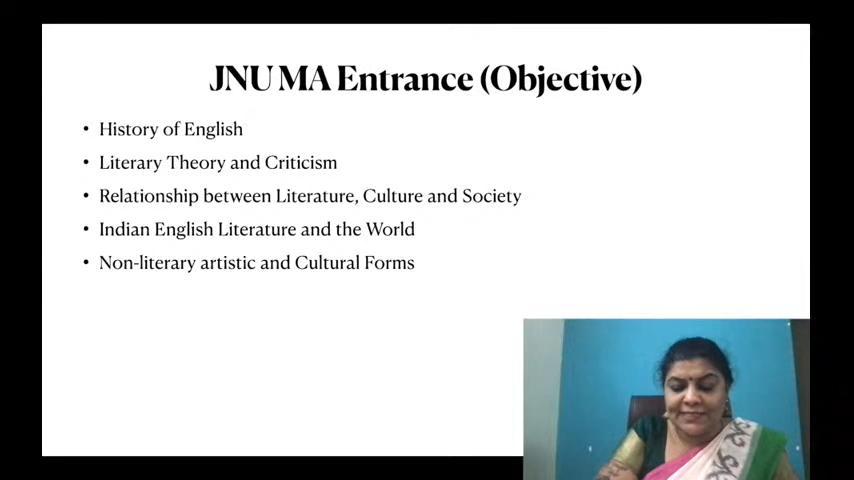 JNU MA Entrance (Objective)
• History of English
• Literary Theory and Criticism
• Relationship between Literature, Culture and Society
• Indian English Literature and the World
• Non-literary artistic and Cultural Forms